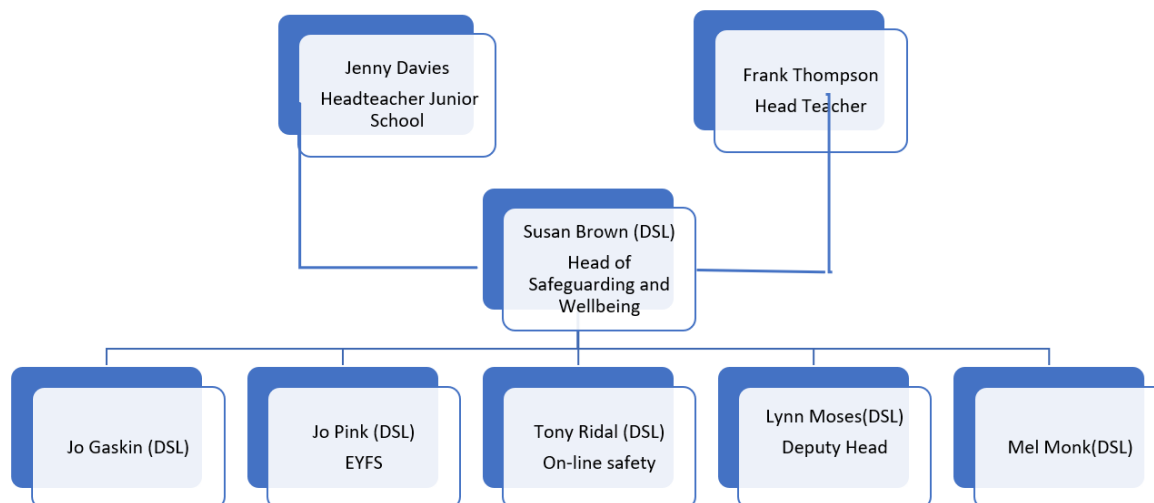 Jenny Davies
Headteacher Junior
School
Frank Thompson
Head Teacher
Susan Brown (DSL)
Head of
Safeguarding and
Wellbeing
Jo Gaskin (DSL)
Jo Pink (DSL)
EYFS
Tony Ridal (DSL)
On-line safety
Lynn Moses(DSL)
Deputy Head
Mel Monk(DSL)